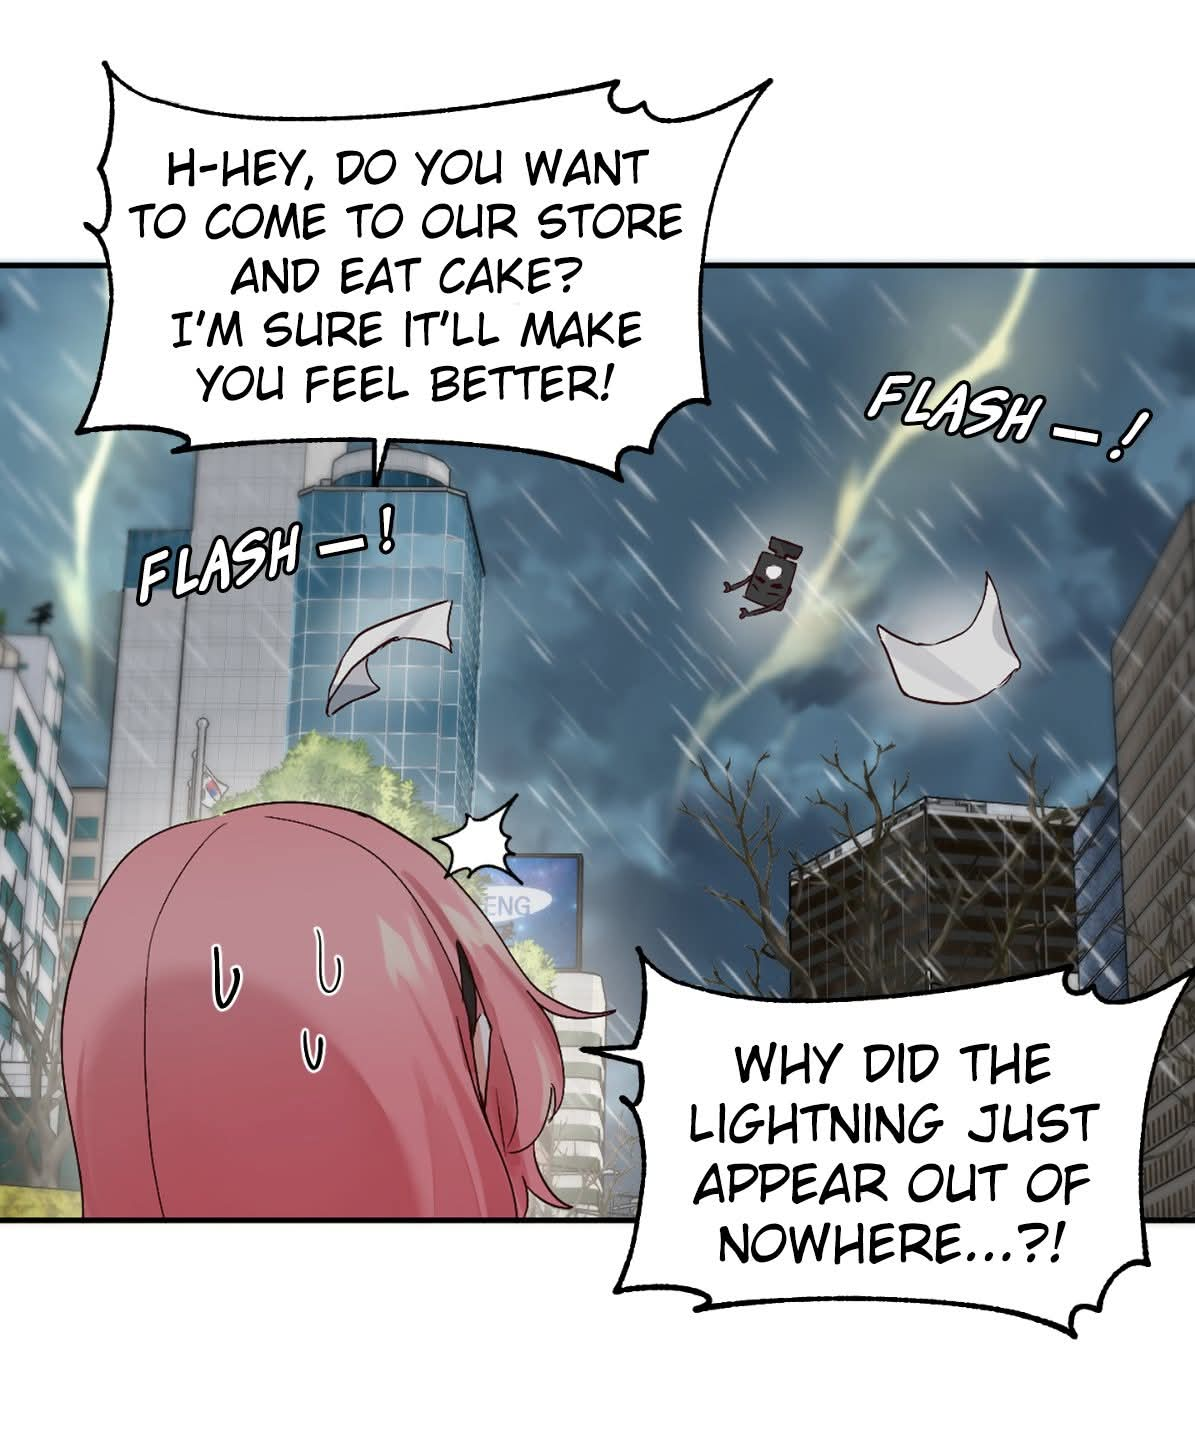 H-HEY, DO YOU WANT
TO COME TO OUR STORE
AND EAT CAKE?
I'M SURE IT'LL MAKE
YOU FEEL BETTER!
FLASH—!
FLASH—!
ENG
WHY DID THE
LIGHTNING JUST
APPEAR OUT OF
NOWHERE...?!